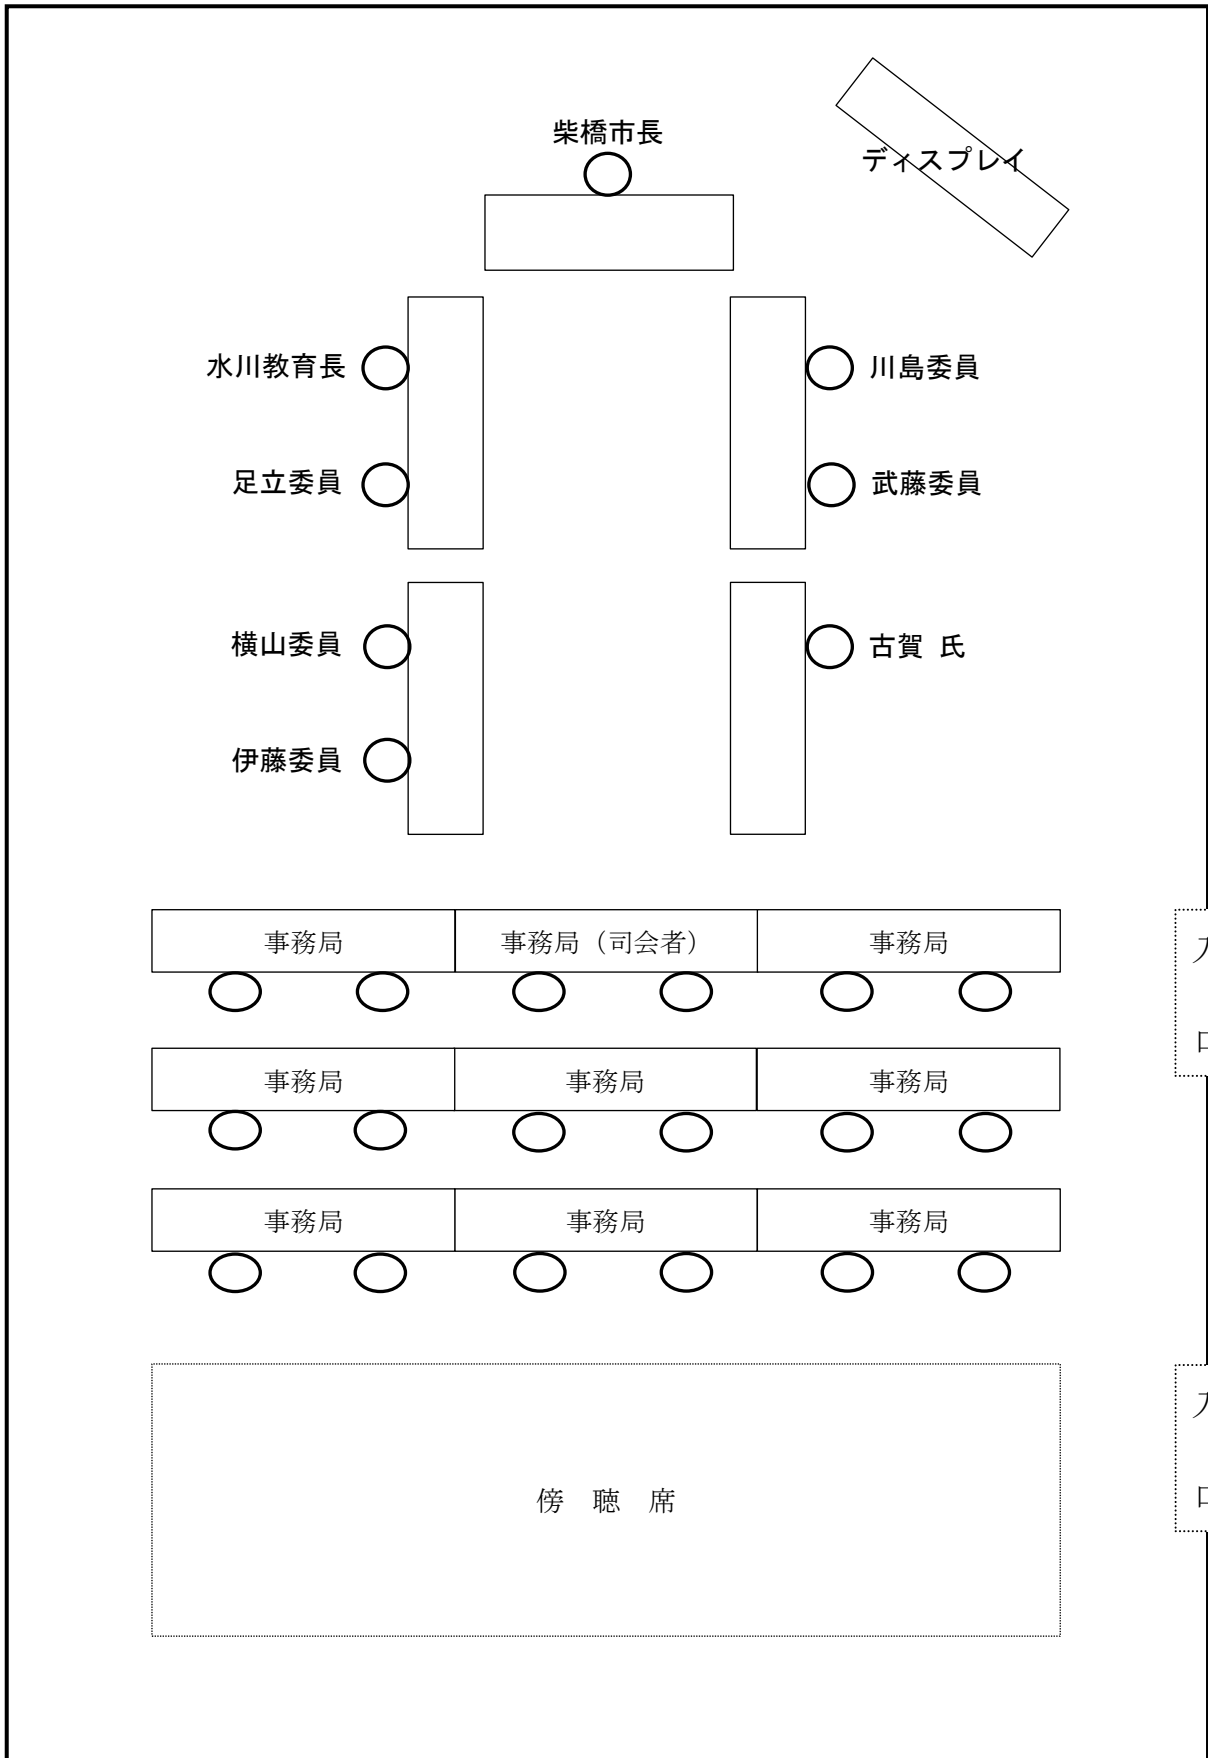 柴橋市長
ディスプレイ
水川教育長
川島委員
足立委員
武藤委員
横山委員
古賀 氏
伊藤委員
事務局
事務局（司会者）
事務局
事務局
事務局
事務局
事務局
事務局
事務局
傍 聴 席